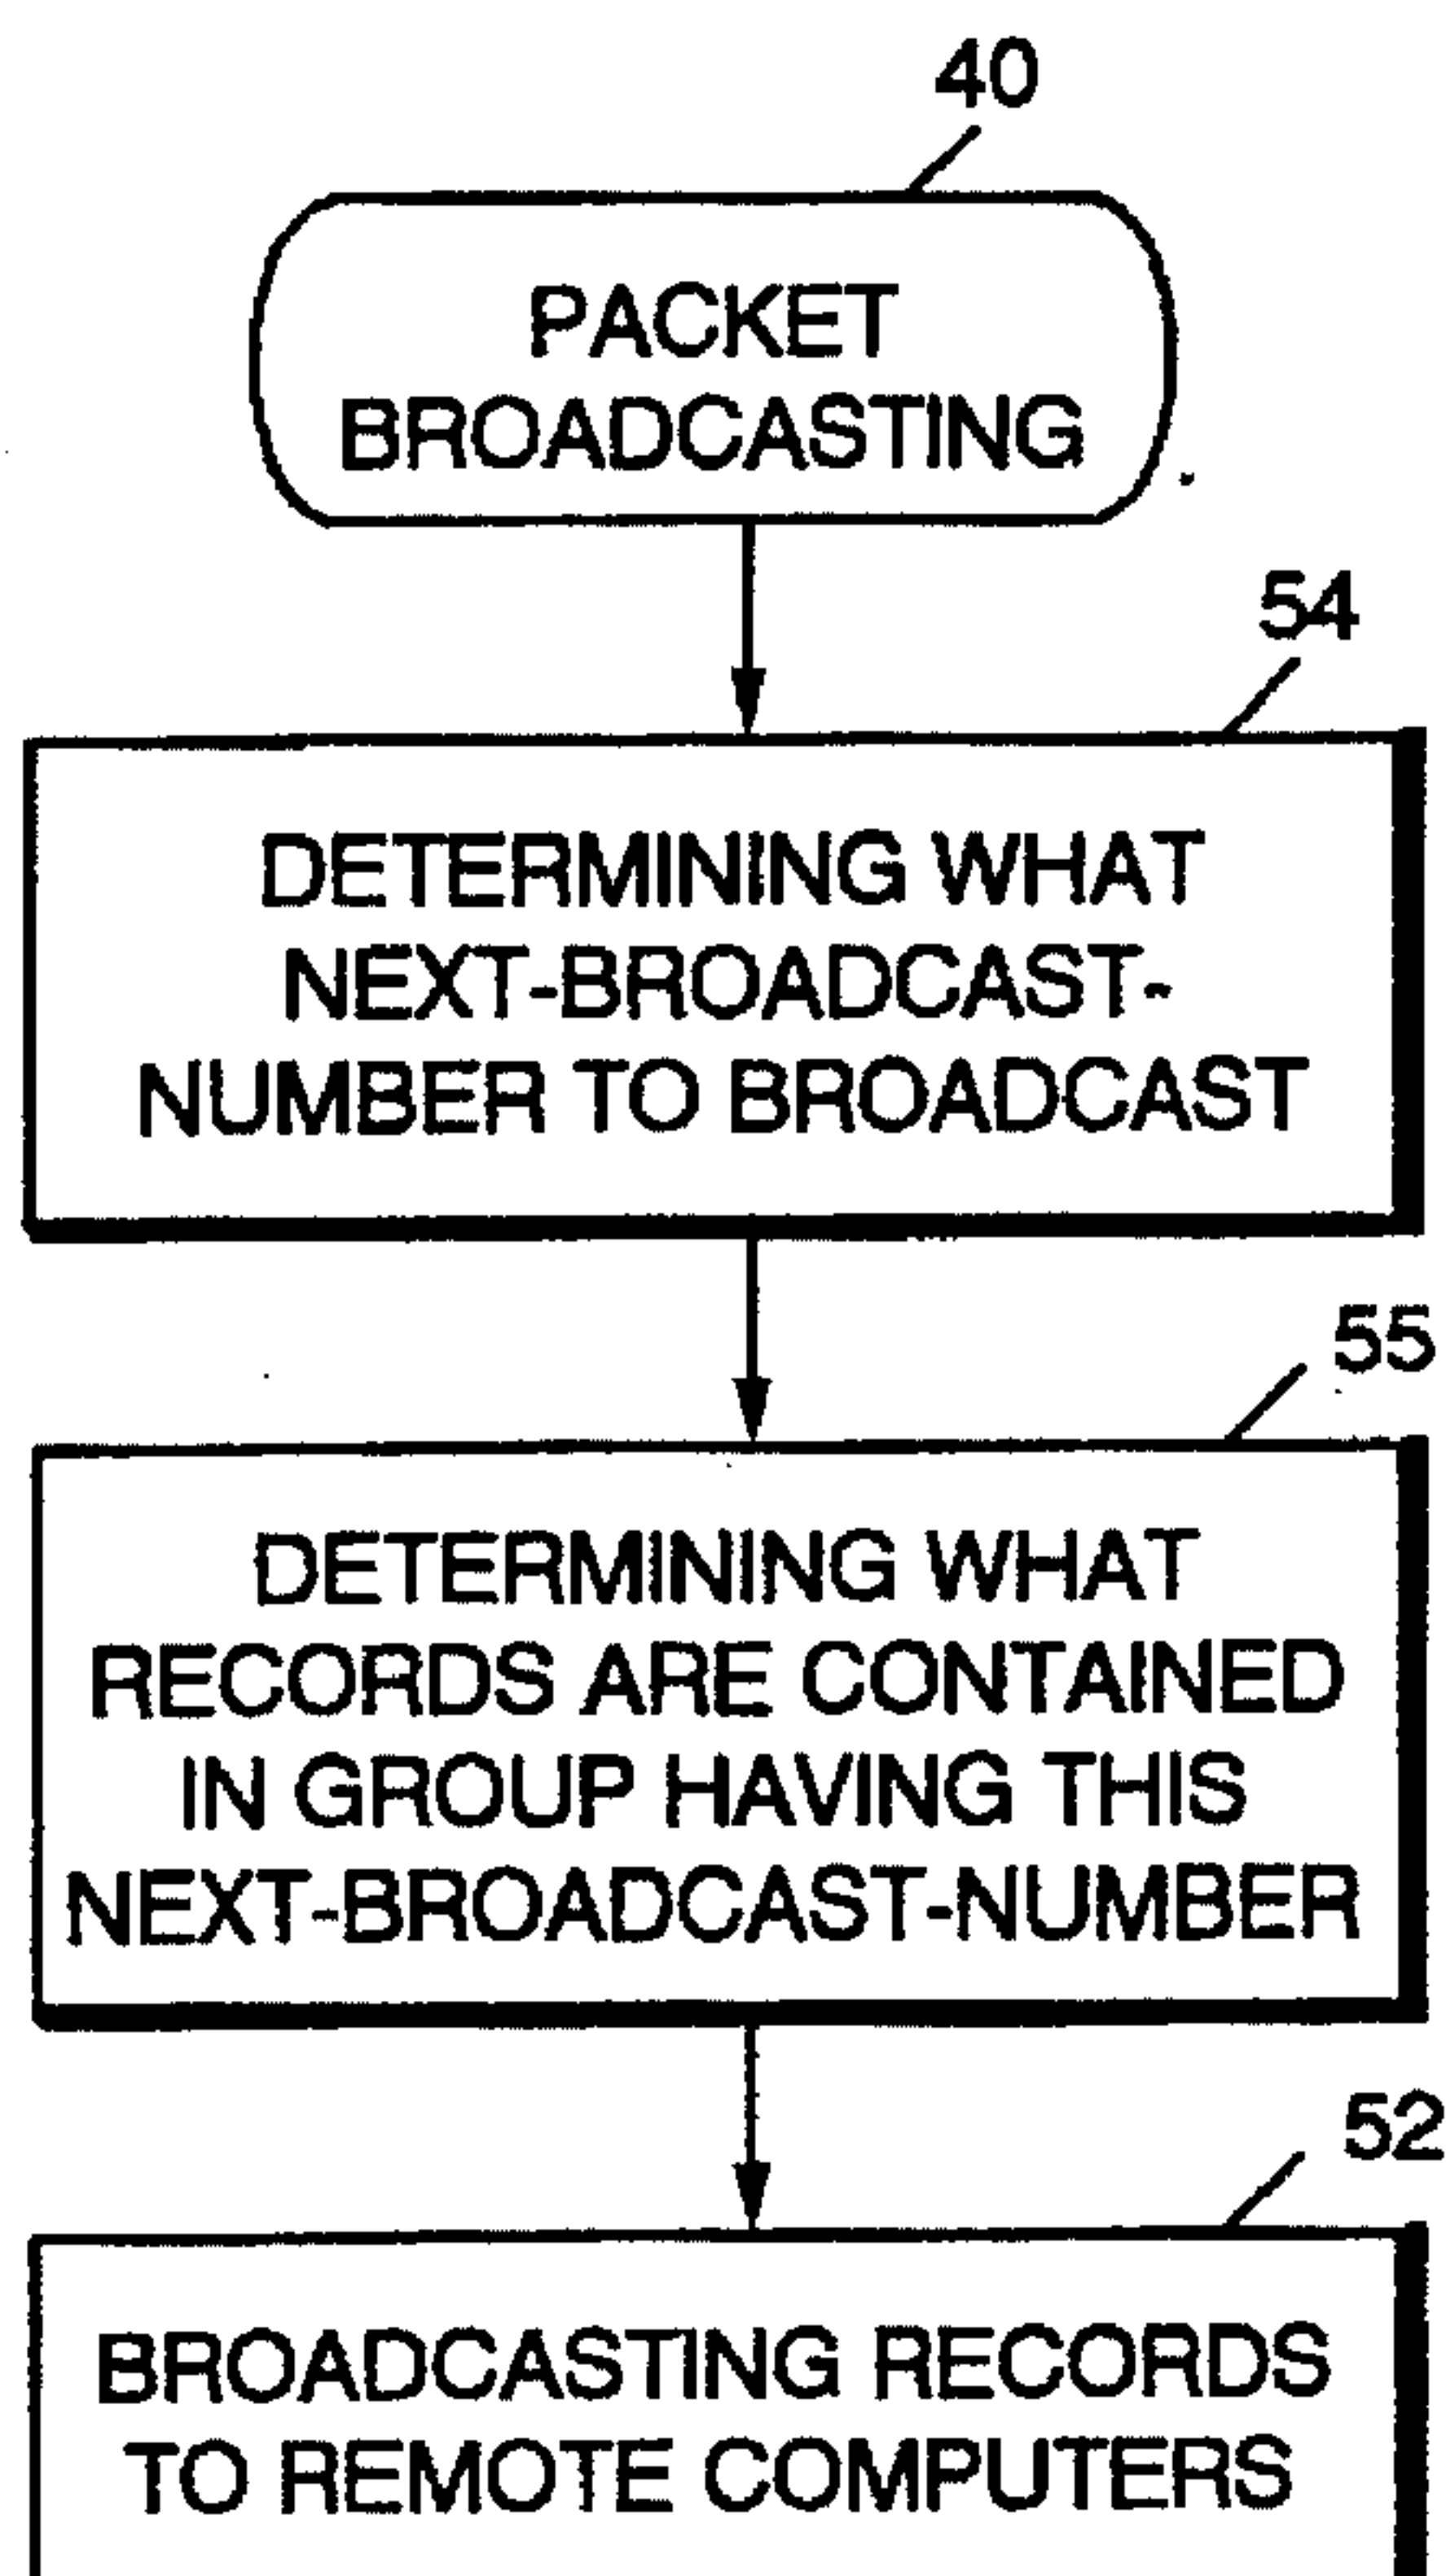 40
PACKET
BROADCASTING
54
DETERMINING WHAT
NEXT-BROADCAST-
NUMBER TO BROADCAST
55
DETERMINING WHAT
RECORDS ARE CONTAINED
IN GROUP HAVING THIS
NEXT-BROADCAST-NUMBER
52
BROADCASTING RECORDS
TO REMOTE COMPUTERS